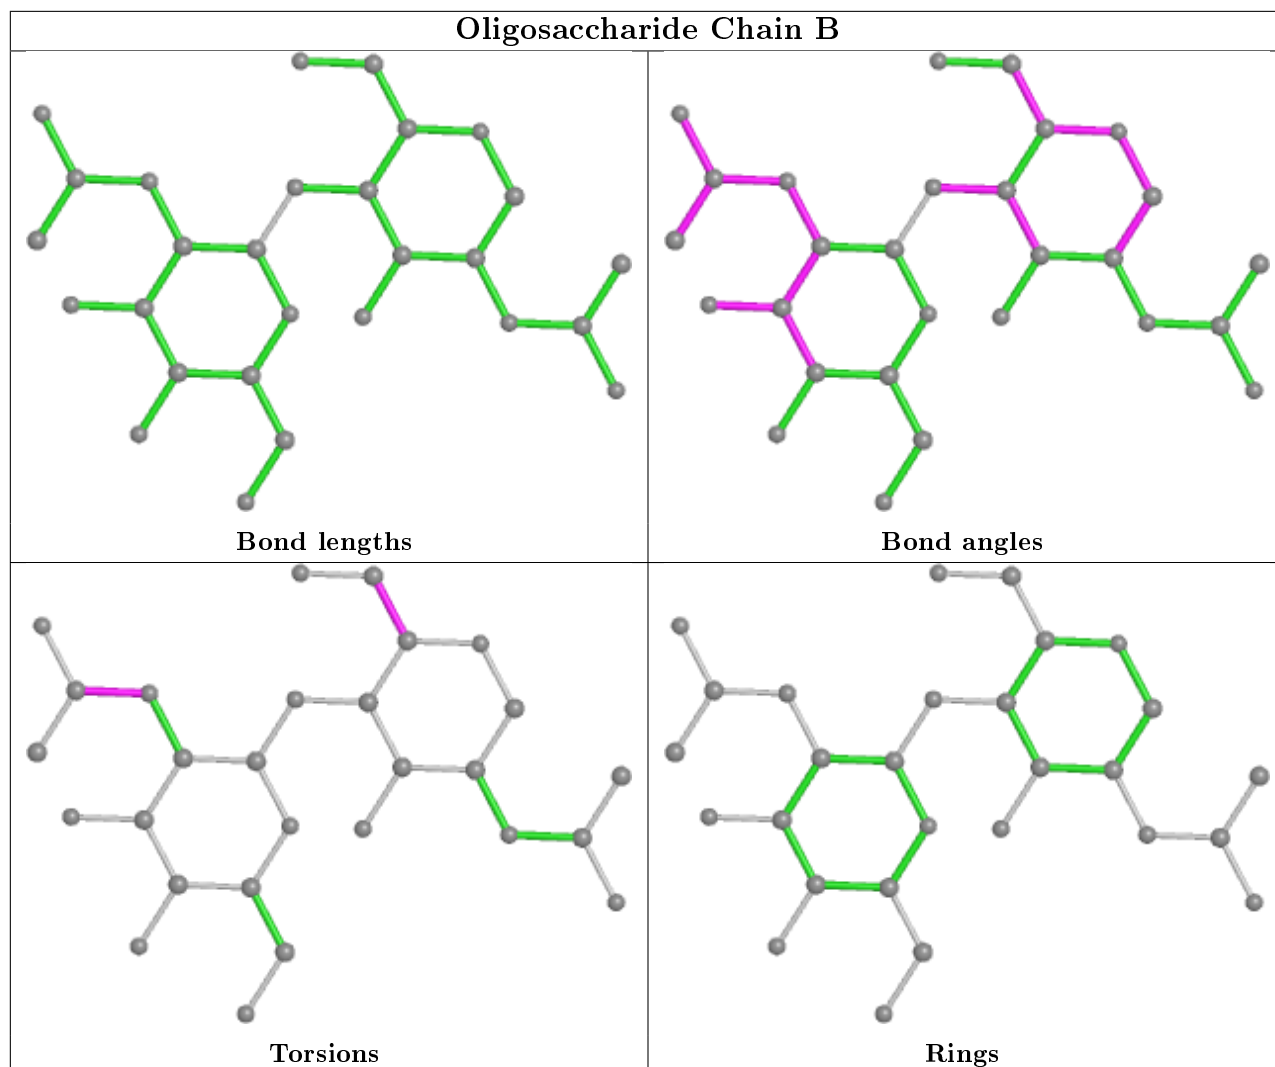 Oligosaccharide Chain B
Bond lengths
Bond angles
Torsions
Rings